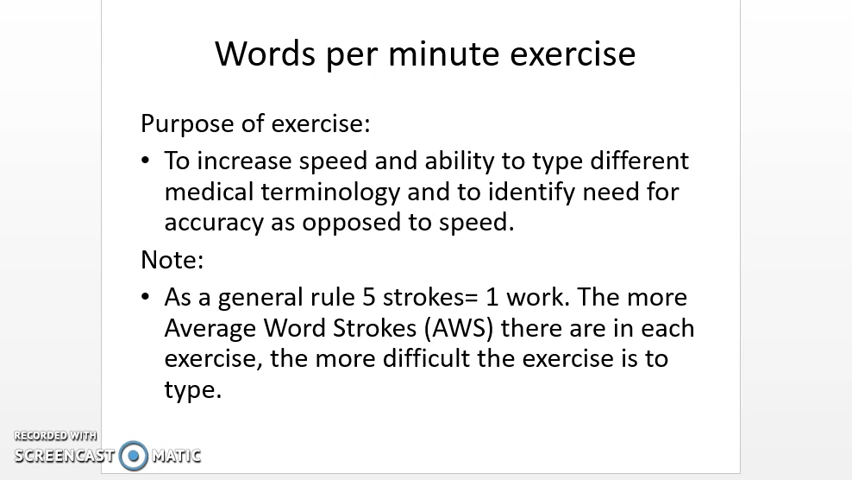 Words per minute exercise
Purpose of exercise:
• To increase speed and ability to type different
medical terminology and to identify need for
accuracy as opposed to speed.
Note:
• As a general rule 5 strokes= 1 work. The more
Average Word Strokes (AWS) there are in each
exercise, the more difficult the exercise is to
type.
RECORDED WITH
SCREENCAST MATIC